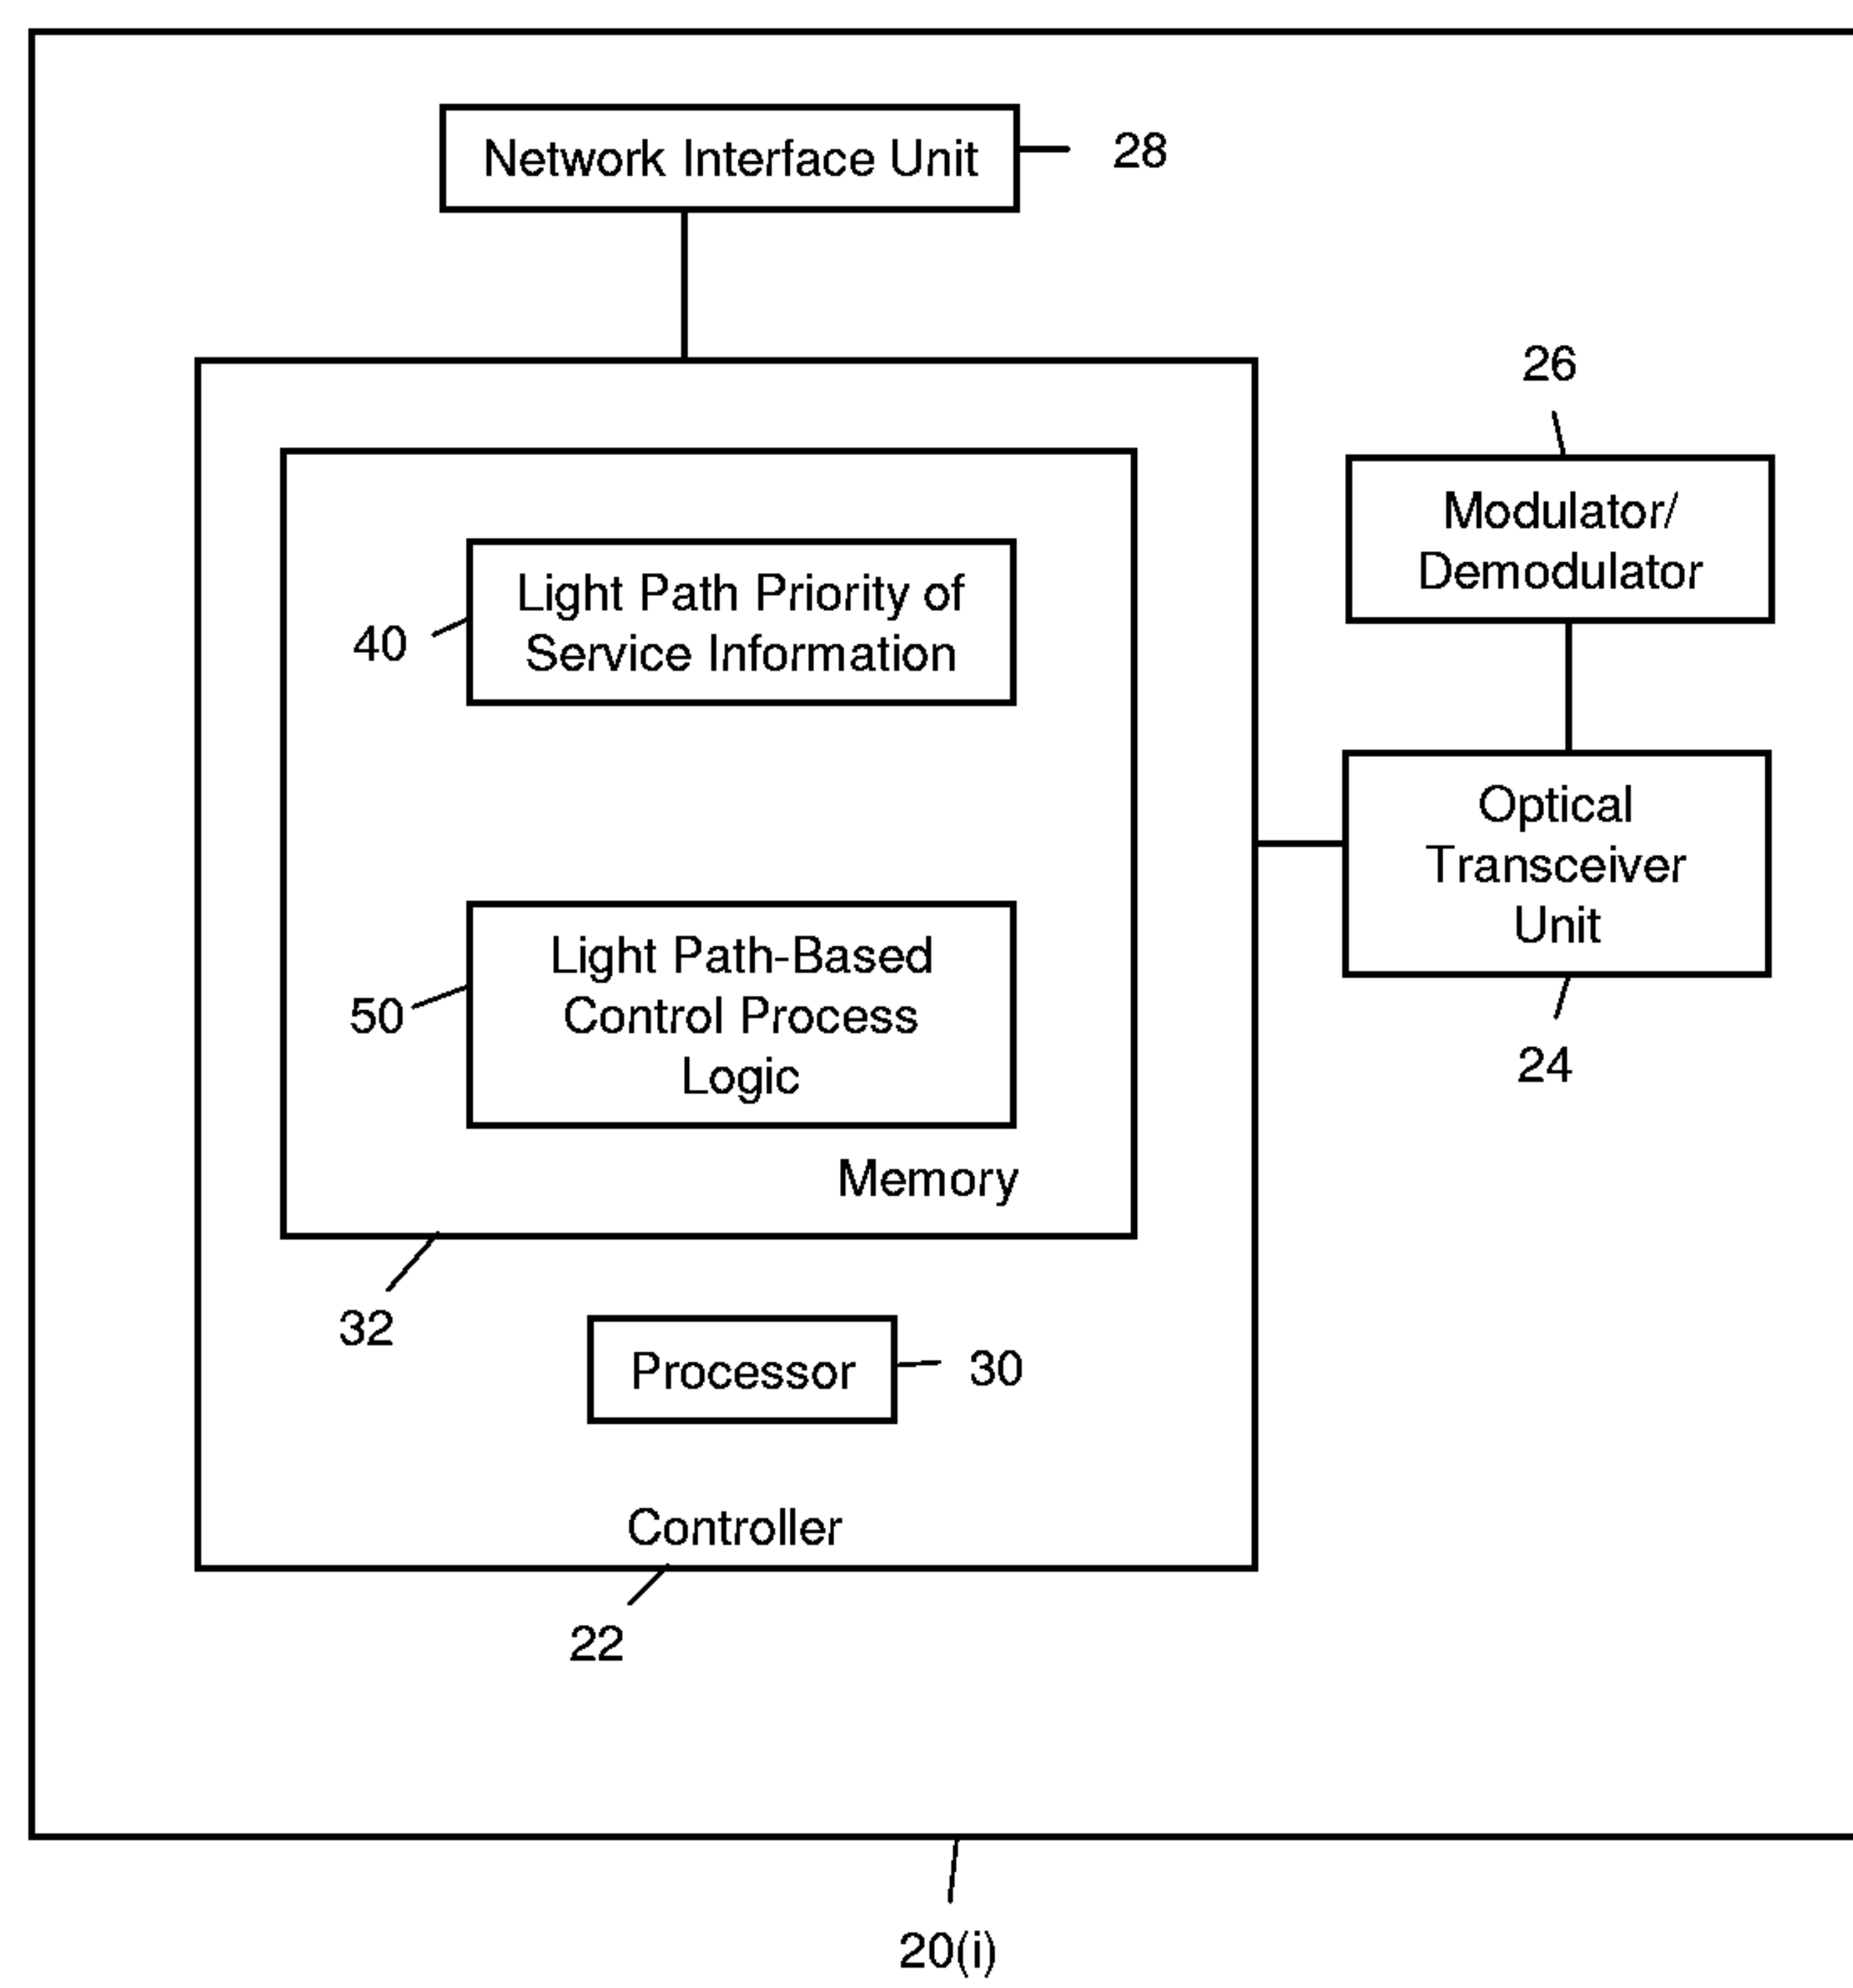 Network Interface Unit
28
26
Modulator/
Demodulator
Light Path Priority of
Service Information
40
Optical
Transceiver
Unit
24
Light Path-Based
Control Process
Logic
50
Memory
32
Processor
30
Controller
22
20(i)